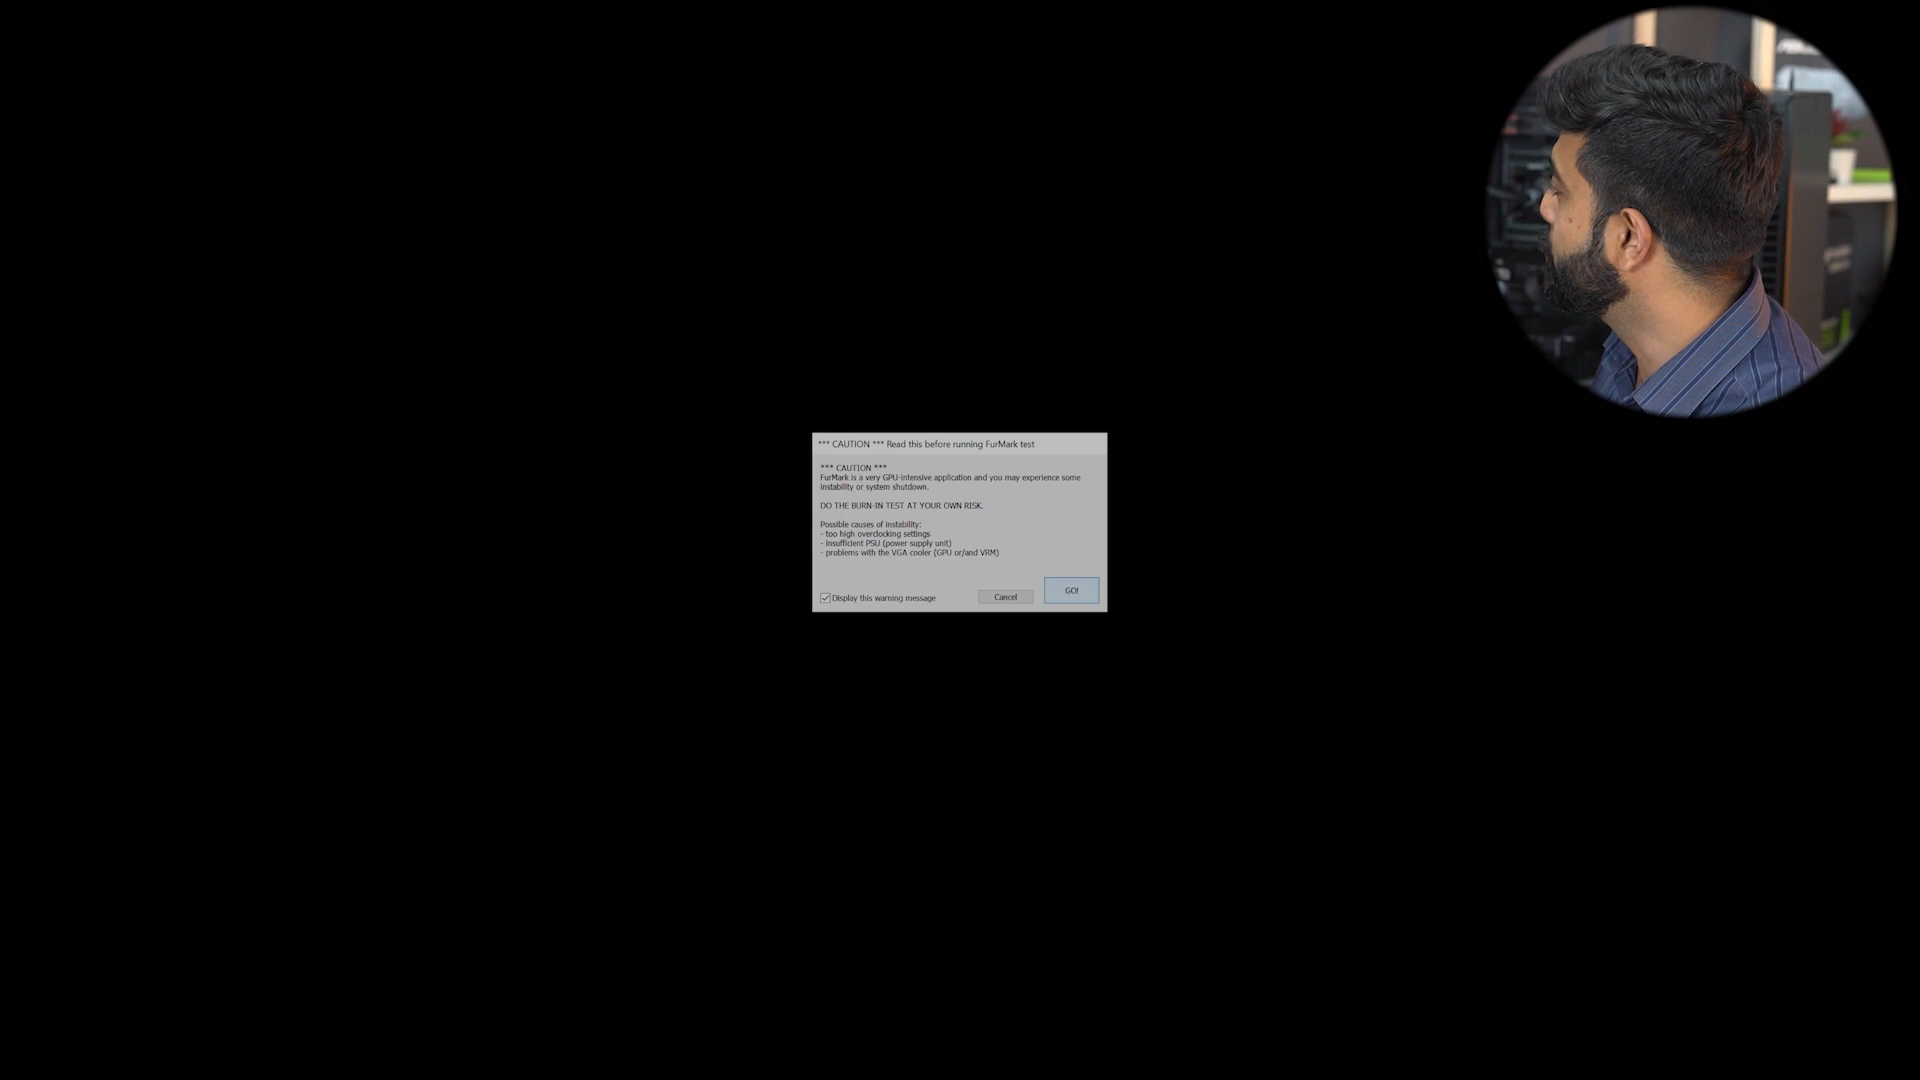 *** CAUTION *** Read this before running FurMark test
*** CAUTION ***
FurMark is a very GPU-intensive application and you may experience some
instability or system shutdown.
DO THE BURN-IN TEST AT YOUR OWN RISK.
Possible causes of instability:
- too high overclocking settings
- insufficient PSU (power supply unit)
- problems with the VGA cooler (GPU or/and VRM)
Display this warning message
Cancel
GO!